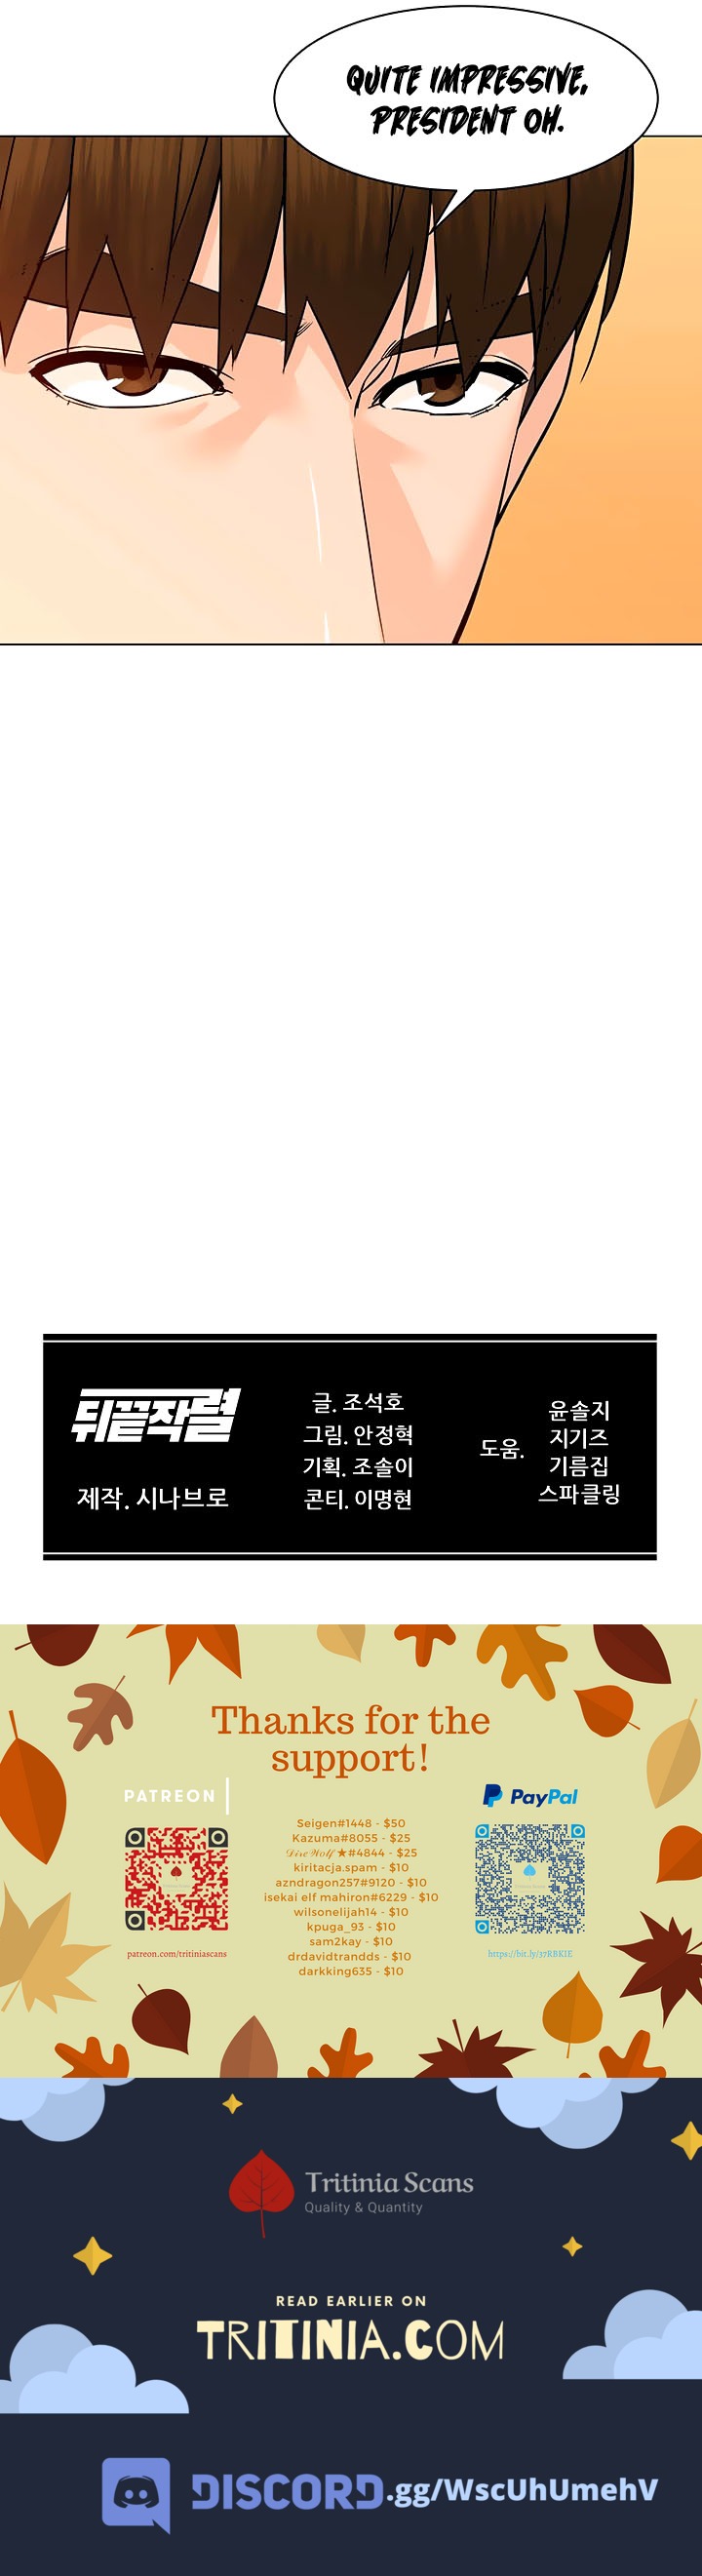 QUITE IMPRESSIVE,
PRESIDENT OH.
뒤끝작렬
제작. 시나브로
글. 조석호
그림. 안정혁
기획. 조솔이
콘티. 이명현
도움.
윤솔지
지기즈
기름집
스파클링
Thanks for the
support!
PATREON
patreon.com/tritiniascans
Seigen#1448 - $50
Kazuma#8055 - $25
𝒟𝒾𝓇𝑒 𝒲𝑜𝓁𝒻 ★#4844 - $25
kiritacja.spam - $10
azndragon257#9120 - $10
isekai elf mahiron#6229 - $10
wilsonelijah14 - $10
kpuga_93 - $10
sam2kay - $10
drdavidtrandds - $10
darkking635 - $10
PayPal
https://bit.ly/37RBKIE
Tritinia Scans
Quality & Quantity
READ EARLIER ON
TRITINIA.COM
DISCORD.gg/WscUhUmehV